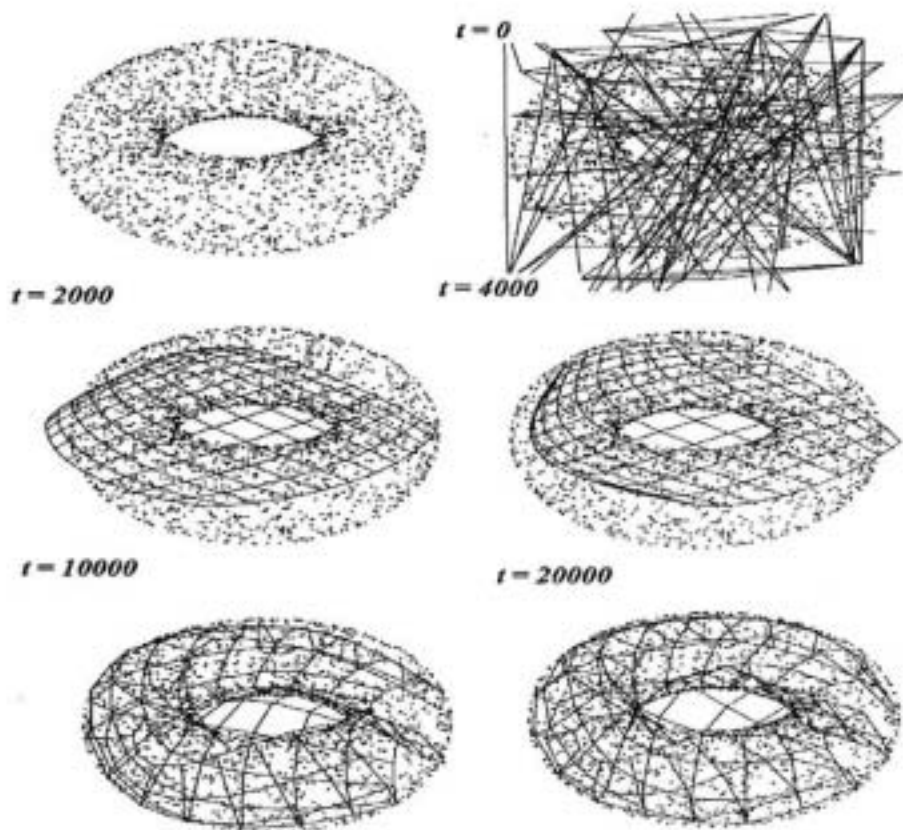 t = 0
t = 2000
t = 4000
t = 10000
t = 20000